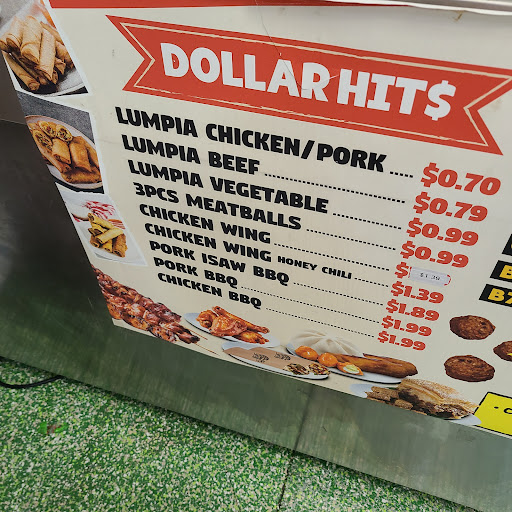 DOLLAR HIT$
LUMPIA CHICKEN/PORK .... $0.70
LUMPIA BEEF ........................ $0.79
LUMPIA VEGETABLE ............ $0.99
3PCS MEATBALLS ................ $0.99
CHICKEN WING .................... $1.39
CHICKEN WING HONEY CHILI .... $1.39
PORK ISAW BBQ .................. $1.89
PORK BBQ .......................... $1.99
CHICKEN BBQ ...................... $1.99